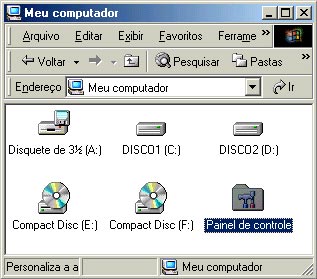 Meu computador
Arquivo Editar Exibir Favoritos Ferrame »
Voltar Pesquisar Pastas »
Endereço Meu computador Ir
Disquete de 3½ (A:) DISCO1 (C:) DISCO2 (D:)
Compact Disc (E:) Compact Disc (F:) Painel de controle
Personaliza a a Meu computador